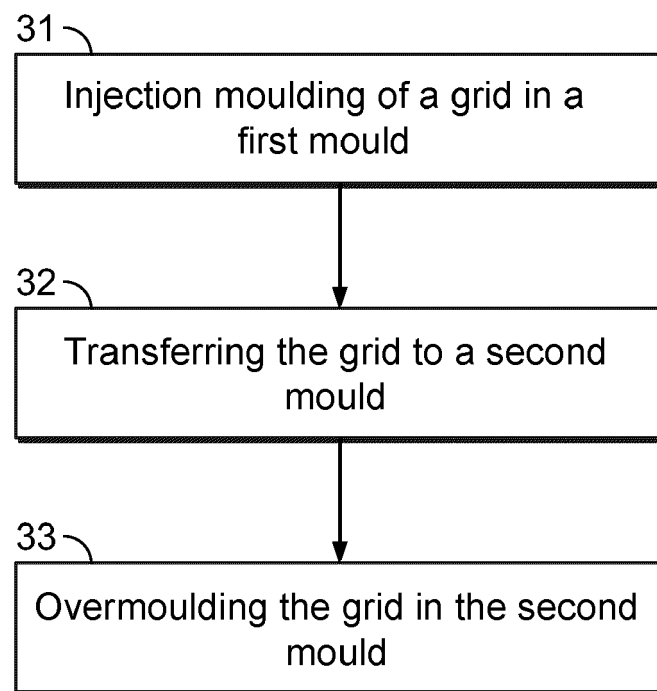 31
Injection moulding of a grid in a
first mould
32
Transferring the grid to a second
mould
33
Overmoulding the grid in the second
mould